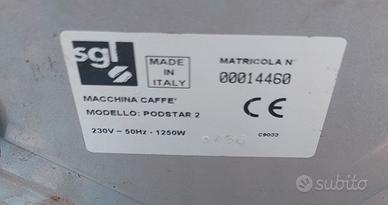 sgl
MADE
IN
ITALY
MATRICOLA N°
00014460
MACCHINA CAFFE'
MODELLO: PODSTAR 2
230V ~ 50Hz - 1250W
CE
subito